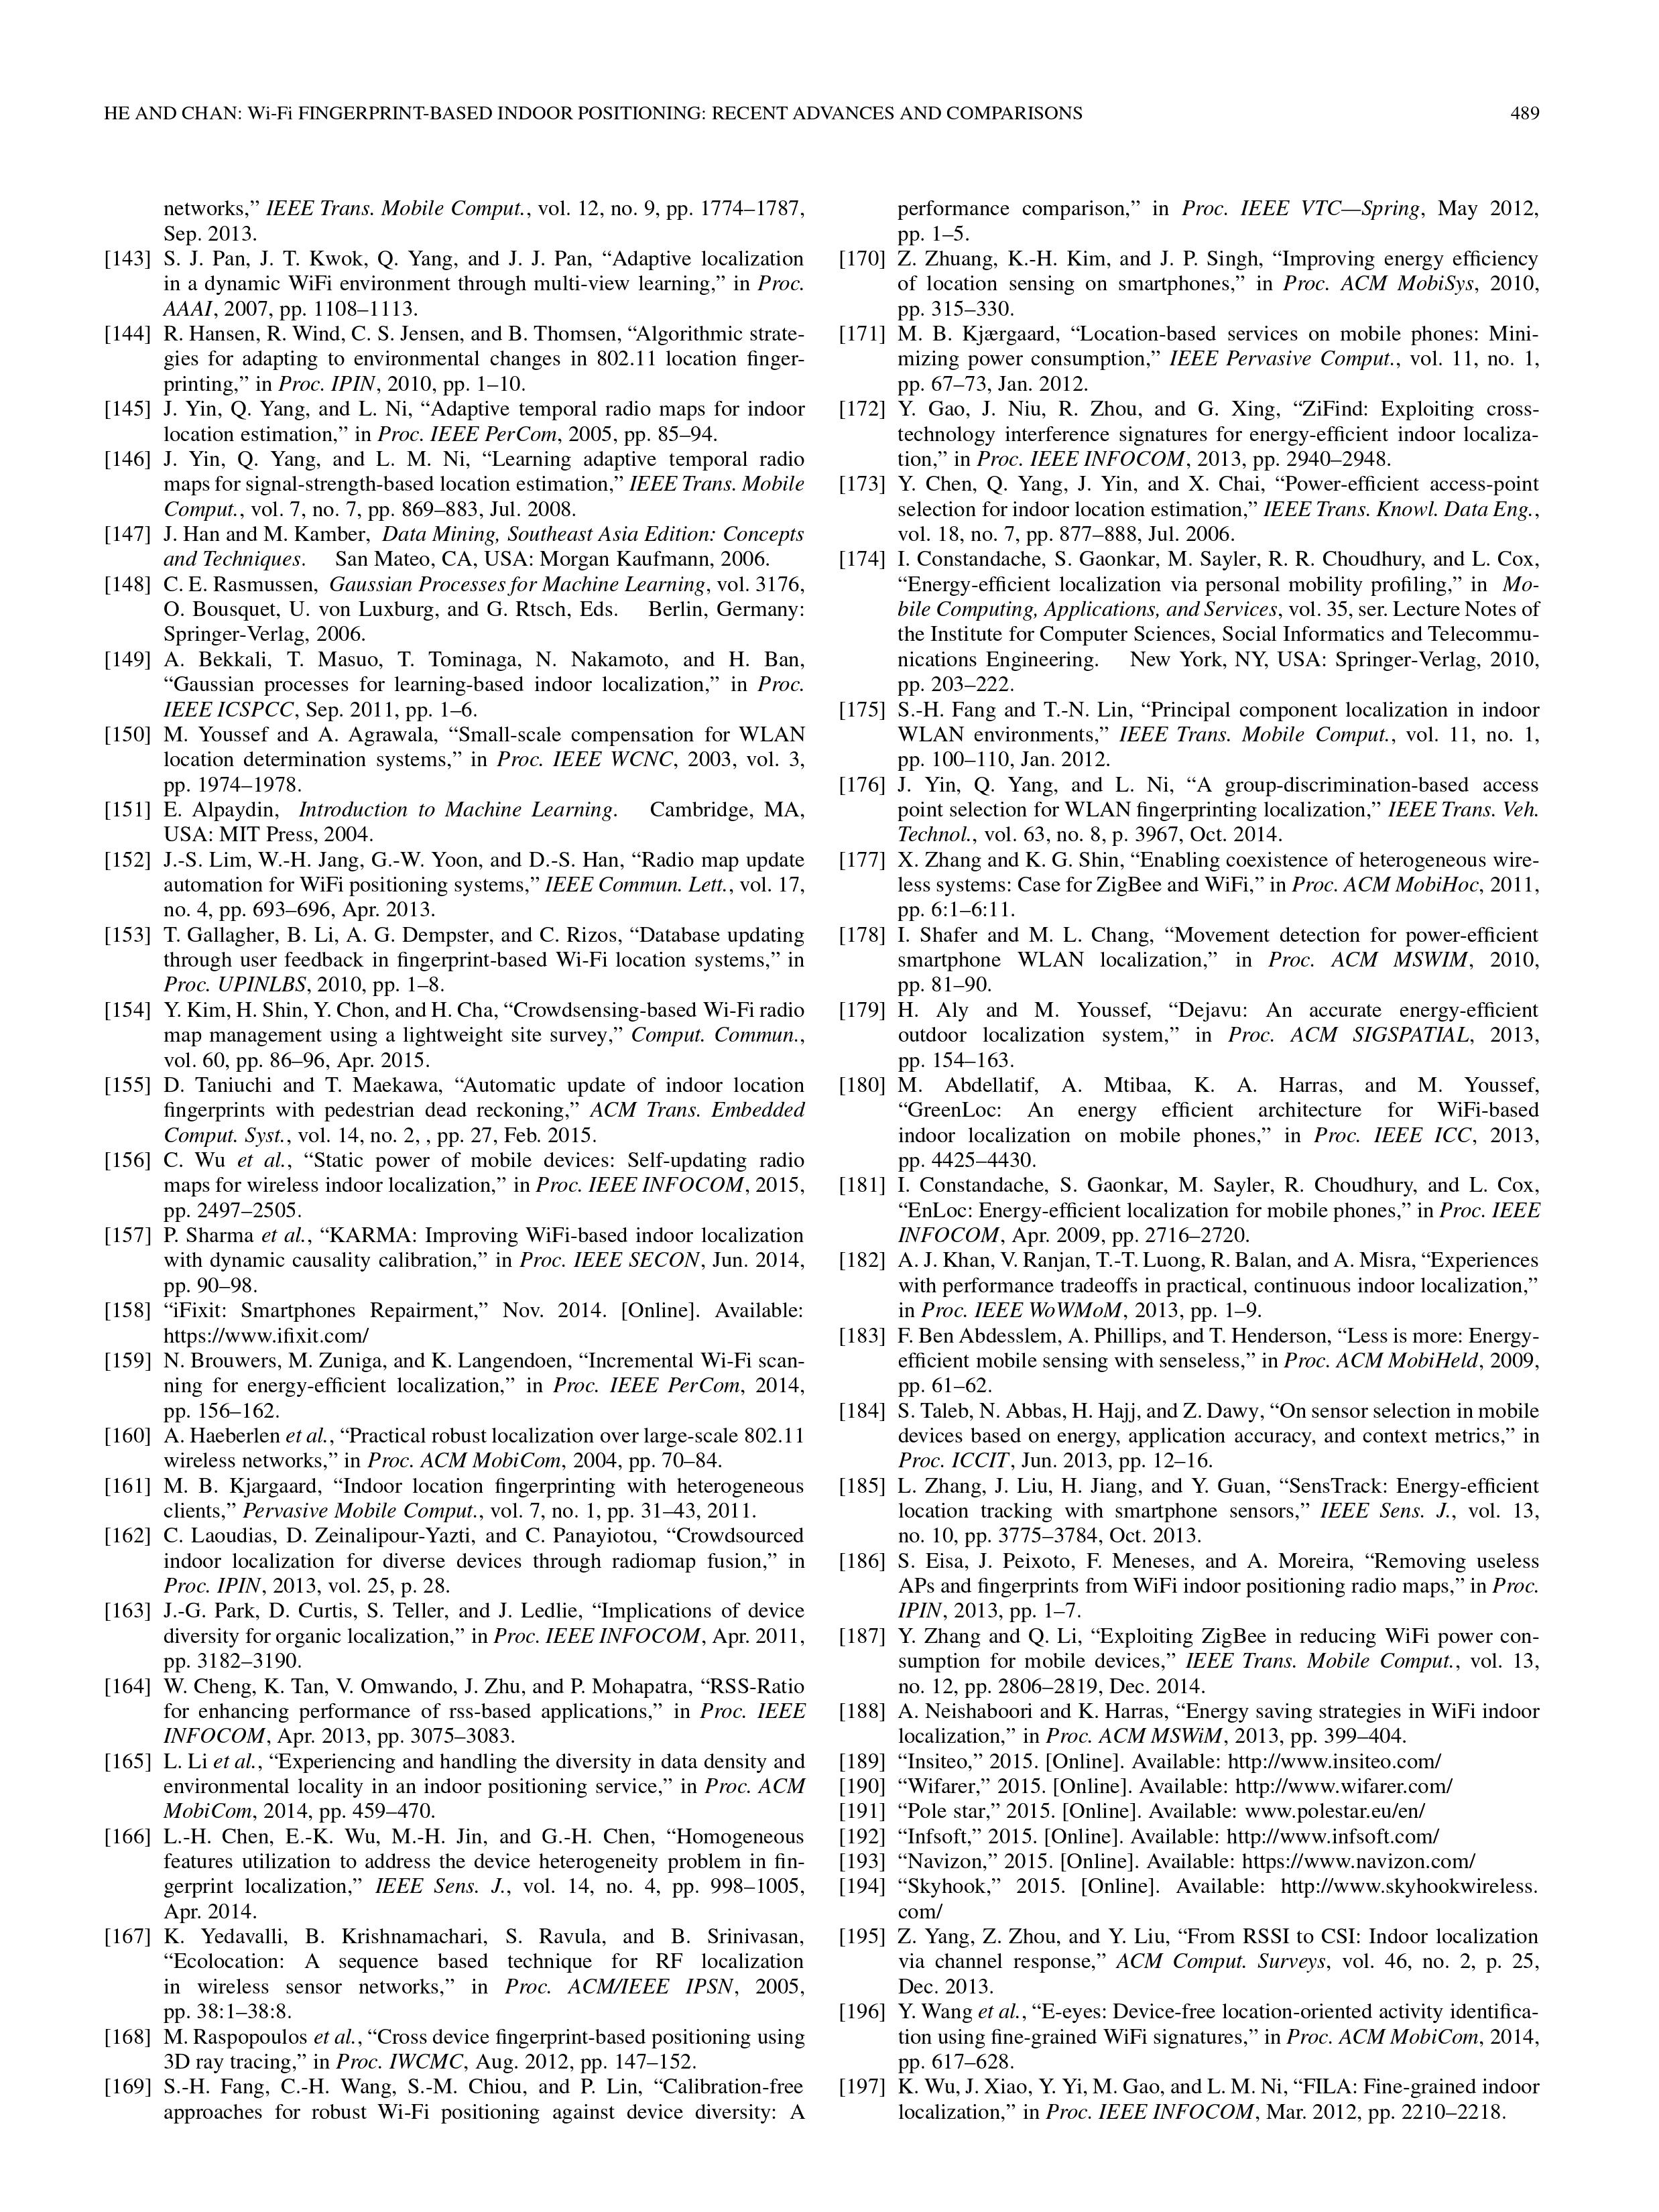 HE AND CHAN: Wi-Fi FINGERPRINT-BASED INDOOR POSITIONING: RECENT ADVANCES AND COMPARISONS 489
networks,” IEEE Trans. Mobile Comput., vol. 12, no. 9, pp. 1774–1787,
Sep. 2013.
[143] S. J. Pan, J. T. Kwok, Q. Yang, and J. J. Pan, “Adaptive localization
in a dynamic WiFi environment through multi-view learning,” in Proc.
AAAI, 2007, pp. 1108–1113.
[144] R. Hansen, R. Wind, C. S. Jensen, and B. Thomsen, “Algorithmic strate-
gies for adapting to environmental changes in 802.11 location finger-
printing,” in Proc. IPIN, 2010, pp. 1–10.
[145] J. Yin, Q. Yang, and L. Ni, “Adaptive temporal radio maps for indoor
location estimation,” in Proc. IEEE PerCom, 2005, pp. 85–94.
[146] J. Yin, Q. Yang, and L. M. Ni, “Learning adaptive temporal radio
maps for signal-strength-based location estimation,” IEEE Trans. Mobile
Comput., vol. 7, no. 7, pp. 869–883, Jul. 2008.
[147] J. Han and M. Kamber, Data Mining, Southeast Asia Edition: Concepts
and Techniques. San Mateo, CA, USA: Morgan Kaufmann, 2006.
[148] C. E. Rasmussen, Gaussian Processes for Machine Learning, vol. 3176,
O. Bousquet, U. von Luxburg, and G. Rtsch, Eds. Berlin, Germany:
Springer-Verlag, 2006.
[149] A. Bekkali, T. Masuo, T. Tominaga, N. Nakamoto, and H. Ban,
“Gaussian processes for learning-based indoor localization,” in Proc.
IEEE ICSPCC, Sep. 2011, pp. 1–6.
[150] M. Youssef and A. Agrawala, “Small-scale compensation for WLAN
location determination systems,” in Proc. IEEE WCNC, 2003, vol. 3,
pp. 1974–1978.
[151] E. Alpaydin, Introduction to Machine Learning. Cambridge, MA,
USA: MIT Press, 2004.
[152] J.-S. Lim, W.-H. Jang, G.-W. Yoon, and D.-S. Han, “Radio map update
automation for WiFi positioning systems,” IEEE Commun. Lett., vol. 17,
no. 4, pp. 693–696, Apr. 2013.
[153] T. Gallagher, B. Li, A. G. Dempster, and C. Rizos, “Database updating
through user feedback in fingerprint-based Wi-Fi location systems,” in
Proc. UPINLBS, 2010, pp. 1–8.
[154] Y. Kim, H. Shin, Y. Chon, and H. Cha, “Crowdsensing-based Wi-Fi radio
map management using a lightweight site survey,” Comput. Commun.,
vol. 60, pp. 86–96, Apr. 2015.
[155] D. Taniuchi and T. Maekawa, “Automatic update of indoor location
fingerprints with pedestrian dead reckoning,” ACM Trans. Embedded
Comput. Syst., vol. 14, no. 2, , pp. 27, Feb. 2015.
[156] C. Wu et al., “Static power of mobile devices: Self-updating radio
maps for wireless indoor localization,” in Proc. IEEE INFOCOM, 2015,
pp. 2497–2505.
[157] P. Sharma et al., “KARMA: Improving WiFi-based indoor localization
with dynamic causality calibration,” in Proc. IEEE SECON, Jun. 2014,
pp. 90–98.
[158] “iFixit: Smartphones Repairment,” Nov. 2014. [Online]. Available:
https://www.ifixit.com/
[159] N. Brouwers, M. Zuniga, and K. Langendoen, “Incremental Wi-Fi scan-
ning for energy-efficient localization,” in Proc. IEEE PerCom, 2014,
pp. 156–162.
[160] A. Haeberlen et al., “Practical robust localization over large-scale 802.11
wireless networks,” in Proc. ACM MobiCom, 2004, pp. 70–84.
[161] M. B. Kjargaard, “Indoor location fingerprinting with heterogeneous
clients,” Pervasive Mobile Comput., vol. 7, no. 1, pp. 31–43, 2011.
[162] C. Laoudias, D. Zeinalipour-Yazti, and C. Panayiotou, “Crowdsourced
indoor localization for diverse devices through radiomap fusion,” in
Proc. IPIN, 2013, vol. 25, p. 28.
[163] J.-G. Park, D. Curtis, S. Teller, and J. Ledlie, “Implications of device
diversity for organic localization,” in Proc. IEEE INFOCOM, Apr. 2011,
pp. 3182–3190.
[164] W. Cheng, K. Tan, V. Omwando, J. Zhu, and P. Mohapatra, “RSS-Ratio
for enhancing performance of rss-based applications,” in Proc. IEEE
INFOCOM, Apr. 2013, pp. 3075–3083.
[165] L. Li et al., “Experiencing and handling the diversity in data density and
environmental locality in an indoor positioning service,” in Proc. ACM
MobiCom, 2014, pp. 459–470.
[166] L.-H. Chen, E.-K. Wu, M.-H. Jin, and G.-H. Chen, “Homogeneous
features utilization to address the device heterogeneity problem in fin-
gerprint localization,” IEEE Sens. J., vol. 14, no. 4, pp. 998–1005,
Apr. 2014.
[167] K. Yedavalli, B. Krishnamachari, S. Ravula, and B. Srinivasan,
“Ecolocation: A sequence based technique for RF localization
in wireless sensor networks,” in Proc. ACM/IEEE IPSN, 2005,
pp. 38:1–38:8.
[168] M. Raspopoulos et al., “Cross device fingerprint-based positioning using
3D ray tracing,” in Proc. IWCMC, Aug. 2012, pp. 147–152.
[169] S.-H. Fang, C.-H. Wang, S.-M. Chiou, and P. Lin, “Calibration-free
approaches for robust Wi-Fi positioning against device diversity: A
performance comparison,” in Proc. IEEE VTC—Spring, May 2012,
pp. 1–5.
[170] Z. Zhuang, K.-H. Kim, and J. P. Singh, “Improving energy efficiency
of location sensing on smartphones,” in Proc. ACM MobiSys, 2010,
pp. 315–330.
[171] M. B. Kjærgaard, “Location-based services on mobile phones: Mini-
mizing power consumption,” IEEE Pervasive Comput., vol. 11, no. 1,
pp. 67–73, Jan. 2012.
[172] Y. Gao, J. Niu, R. Zhou, and G. Xing, “ZiFind: Exploiting cross-
technology interference signatures for energy-efficient indoor localiza-
tion,” in Proc. IEEE INFOCOM, 2013, pp. 2940–2948.
[173] Y. Chen, Q. Yang, J. Yin, and X. Chai, “Power-efficient access-point
selection for indoor location estimation,” IEEE Trans. Knowl. Data Eng.,
vol. 18, no. 7, pp. 877–888, Jul. 2006.
[174] I. Constandache, S. Gaonkar, M. Sayler, R. R. Choudhury, and L. Cox,
“Energy-efficient localization via personal mobility profiling,” in Mo-
bile Computing, Applications, and Services, vol. 35, ser. Lecture Notes of
the Institute for Computer Sciences, Social Informatics and Telecommu-
nications Engineering. New York, NY, USA: Springer-Verlag, 2010,
pp. 203–222.
[175] S.-H. Fang and T.-N. Lin, “Principal component localization in indoor
WLAN environments,” IEEE Trans. Mobile Comput., vol. 11, no. 1,
pp. 100–110, Jan. 2012.
[176] J. Yin, Q. Yang, and L. Ni, “A group-discrimination-based access
point selection for WLAN fingerprinting localization,” IEEE Trans. Veh.
Technol., vol. 63, no. 8, p. 3967, Oct. 2014.
[177] X. Zhang and K. G. Shin, “Enabling coexistence of heterogeneous wire-
less systems: Case for ZigBee and WiFi,” in Proc. ACM MobiHoc, 2011,
pp. 6:1–6:11.
[178] I. Shafer and M. L. Chang, “Movement detection for power-efficient
smartphone WLAN localization,” in Proc. ACM MSWIM, 2010,
pp. 81–90.
[179] H. Aly and M. Youssef, “Dejavu: An accurate energy-efficient
outdoor localization system,” in Proc. ACM SIGSPATIAL, 2013,
pp. 154–163.
[180] M. Abdellatif, A. Mtibaa, K. A. Harras, and M. Youssef,
“GreenLoc: An energy efficient architecture for WiFi-based
indoor localization on mobile phones,” in Proc. IEEE ICC, 2013,
pp. 4425–4430.
[181] I. Constandache, S. Gaonkar, M. Sayler, R. Choudhury, and L. Cox,
“EnLoc: Energy-efficient localization for mobile phones,” in Proc. IEEE
INFOCOM, Apr. 2009, pp. 2716–2720.
[182] A. J. Khan, V. Ranjan, T.-T. Luong, R. Balan, and A. Misra, “Experiences
with performance tradeoffs in practical, continuous indoor localization,”
in Proc. IEEE WoWMoM, 2013, pp. 1–9.
[183] F. Ben Abdesslem, A. Phillips, and T. Henderson, “Less is more: Energy-
efficient mobile sensing with senseless,” in Proc. ACM MobiHeld, 2009,
pp. 61–62.
[184] S. Taleb, N. Abbas, H. Hajj, and Z. Dawy, “On sensor selection in mobile
devices based on energy, application accuracy, and context metrics,” in
Proc. ICCIT, Jun. 2013, pp. 12–16.
[185] L. Zhang, J. Liu, H. Jiang, and Y. Guan, “SensTrack: Energy-efficient
location tracking with smartphone sensors,” IEEE Sens. J., vol. 13,
no. 10, pp. 3775–3784, Oct. 2013.
[186] S. Eisa, J. Peixoto, F. Meneses, and A. Moreira, “Removing useless
APs and fingerprints from WiFi indoor positioning radio maps,” in Proc.
IPIN, 2013, pp. 1–7.
[187] Y. Zhang and Q. Li, “Exploiting ZigBee in reducing WiFi power con-
sumption for mobile devices,” IEEE Trans. Mobile Comput., vol. 13,
no. 12, pp. 2806–2819, Dec. 2014.
[188] A. Neishaboori and K. Harras, “Energy saving strategies in WiFi indoor
localization,” in Proc. ACM MSWiM, 2013, pp. 399–404.
[189] “Insiteo,” 2015. [Online]. Available: http://www.insiteo.com/
[190] “Wifarer,” 2015. [Online]. Available: http://www.wifarer.com/
[191] “Pole star,” 2015. [Online]. Available: www.polestar.eu/en/
[192] “Infsoft,” 2015. [Online]. Available: http://www.infsoft.com/
[193] “Navizon,” 2015. [Online]. Available: https://www.navizon.com/
[194] “Skyhook,” 2015. [Online]. Available: http://www.skyhookwireless.
com/
[195] Z. Yang, Z. Zhou, and Y. Liu, “From RSSI to CSI: Indoor localization
via channel response,” ACM Comput. Surveys, vol. 46, no. 2, p. 25,
Dec. 2013.
[196] Y. Wang et al., “E-eyes: Device-free location-oriented activity identifica-
tion using fine-grained WiFi signatures,” in Proc. ACM MobiCom, 2014,
pp. 617–628.
[197] K. Wu, J. Xiao, Y. Yi, M. Gao, and L. M. Ni, “FILA: Fine-grained indoor
localization,” in Proc. IEEE INFOCOM, Mar. 2012, pp. 2210–2218.